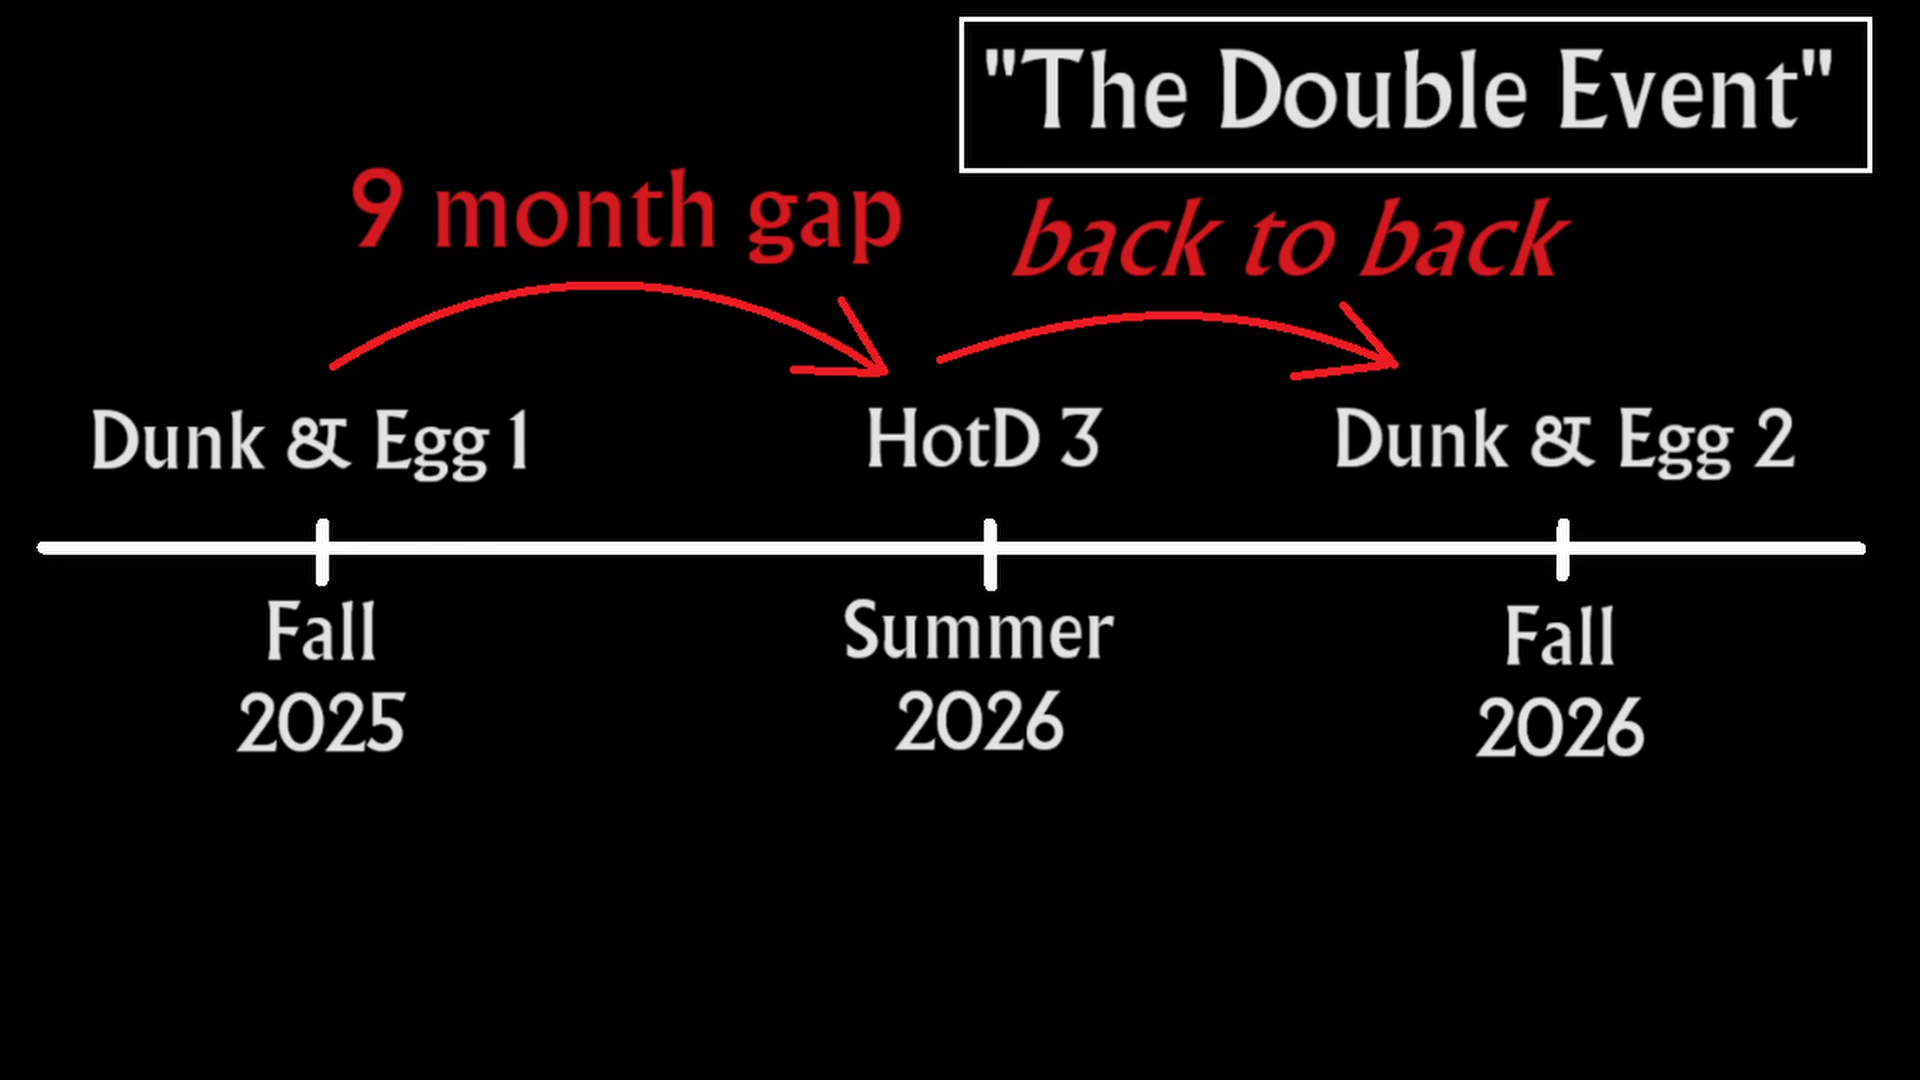 "The Double Event"
9 month gap
back to back
Dunk & Egg 1
HotD 3
Dunk & Egg 2
Fall
2025
Summer
2026
Fall
2026